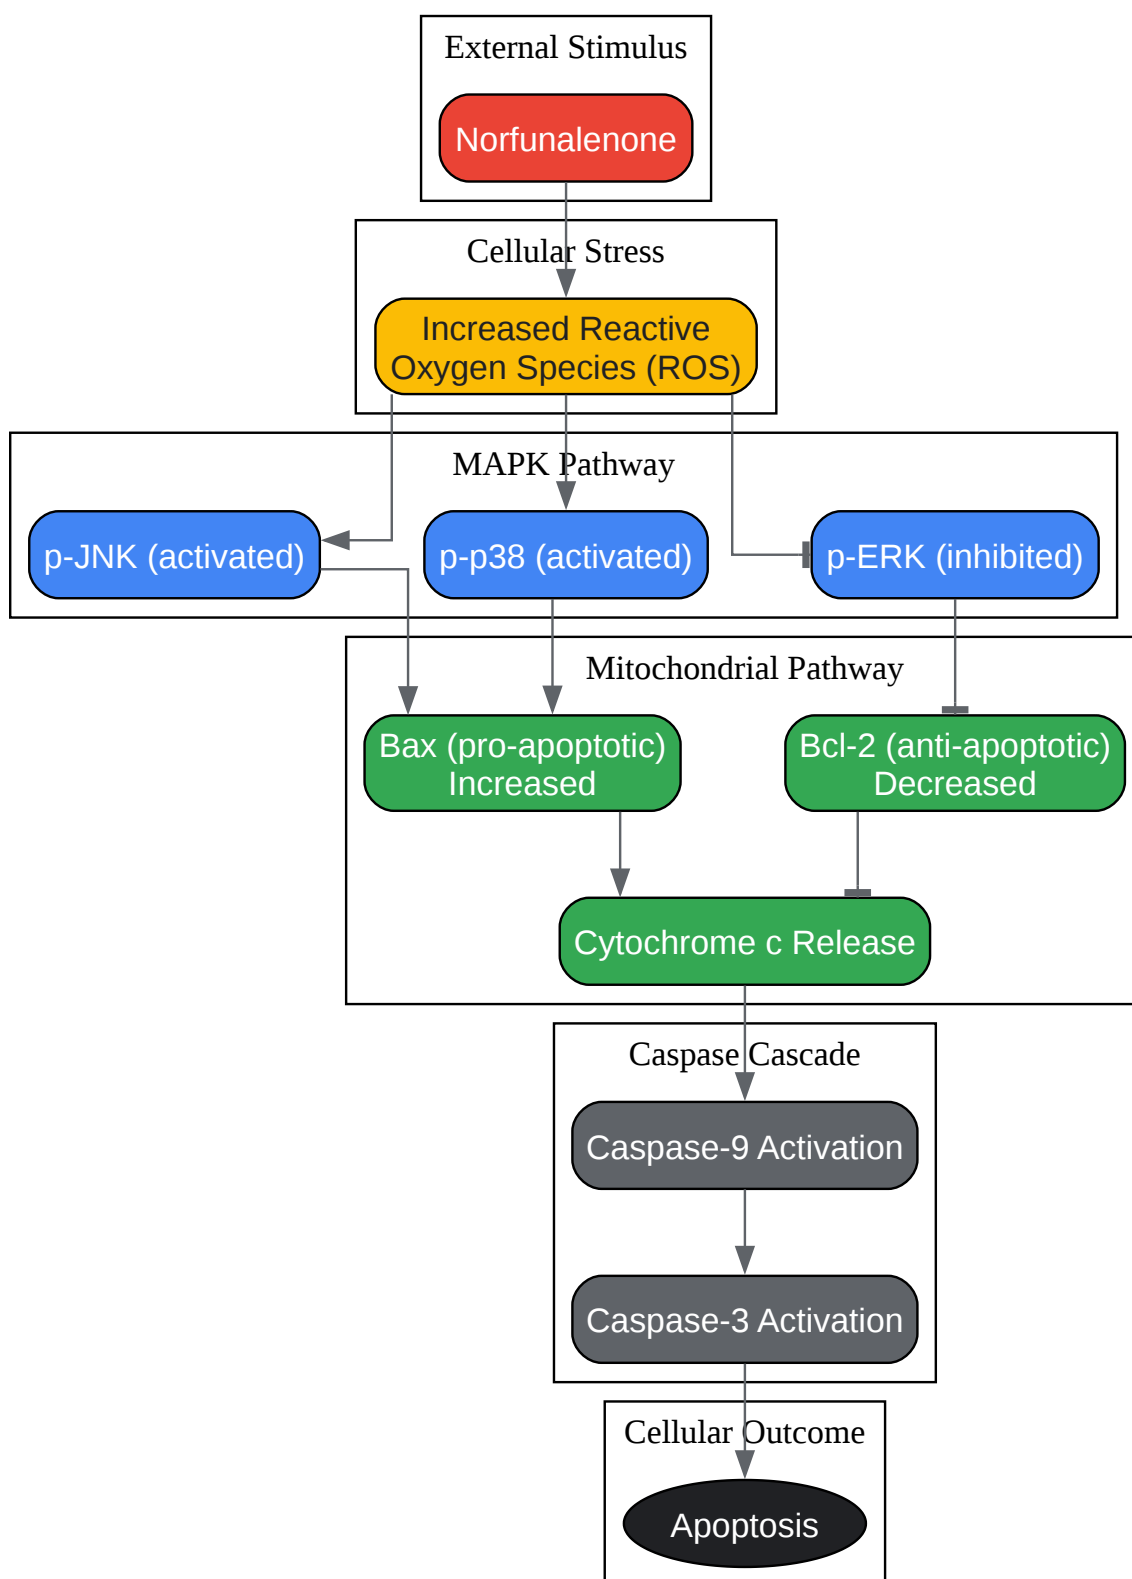 External Stimulus
Norfunalenone
Cellular Stress
Increased Reactive
Oxygen Species (ROS)
MAPK Pathway
p-JNK (activated)
p-p38 (activated)
p-ERK (inhibited)
Mitochondrial Pathway
Bax (pro-apoptotic)
Increased
Bcl-2 (anti-apoptotic)
Decreased
Cytochrome c Release
Caspase Cascade
Caspase-9 Activation
Caspase-3 Activation
Cellular Outcome
Apoptosis